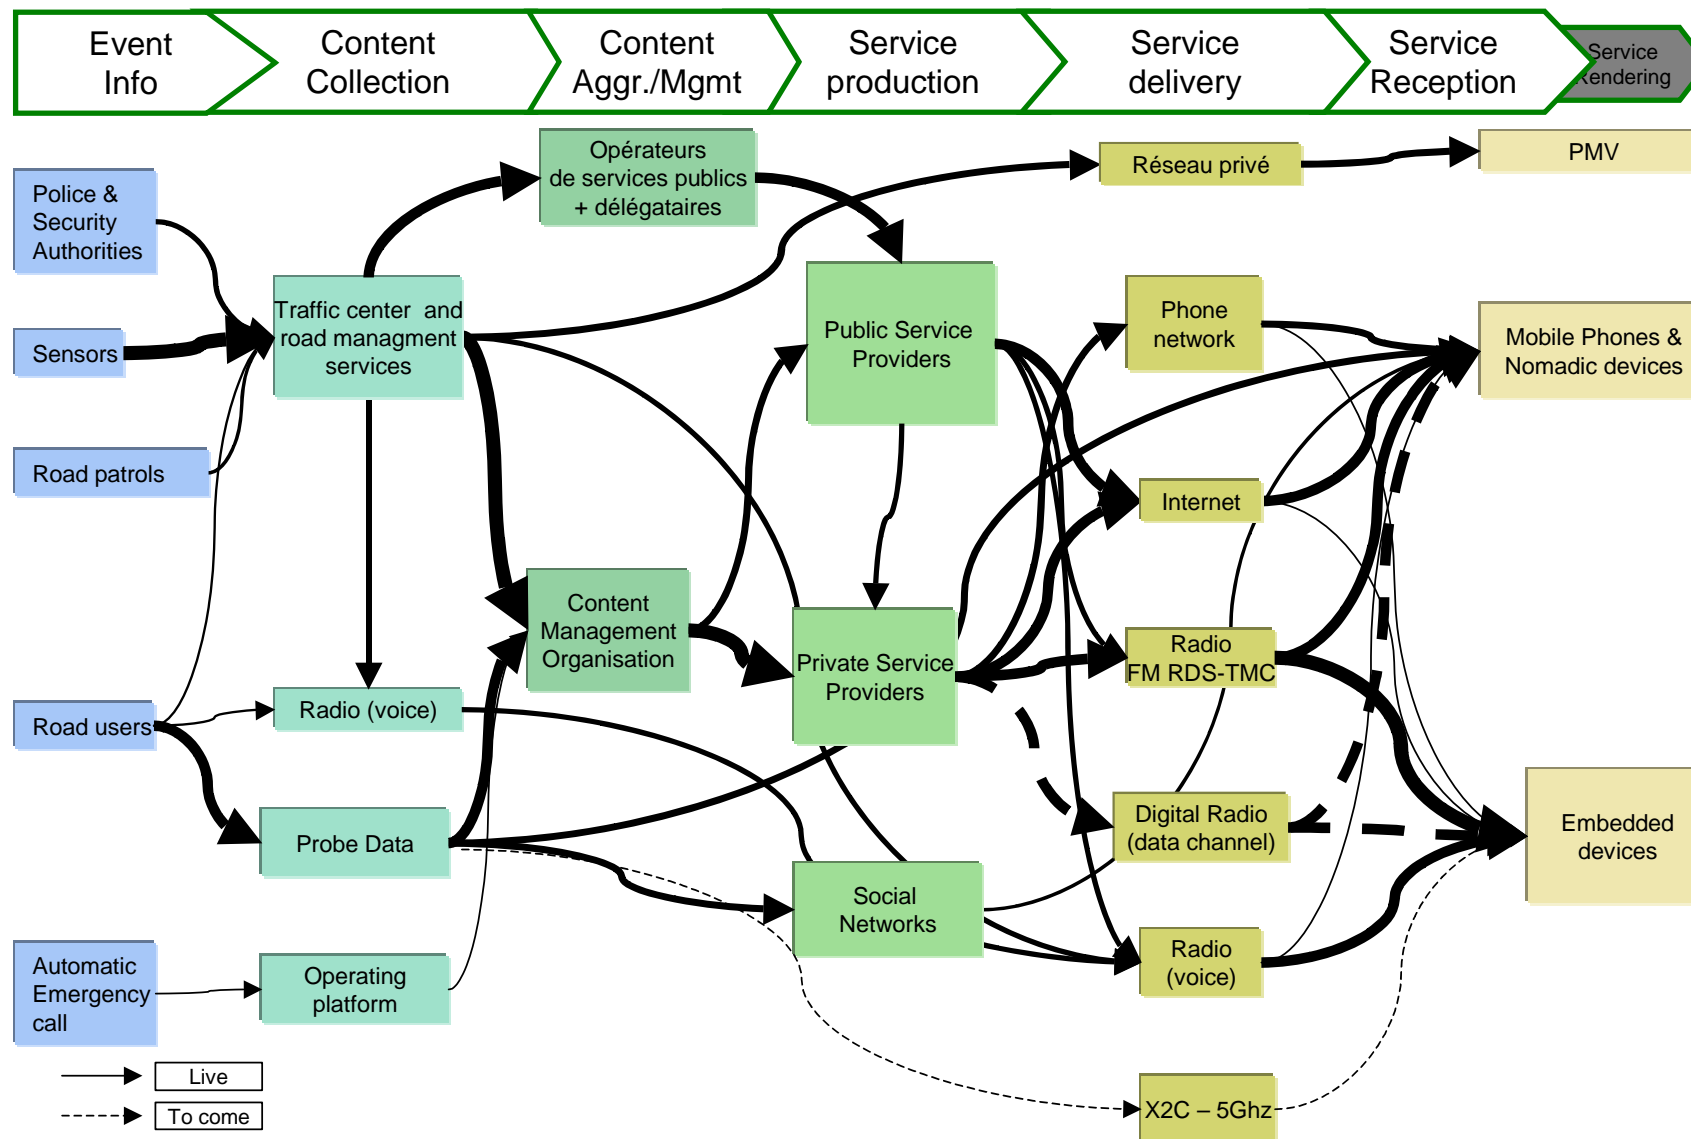 Event
Info
Content
Collection
Content
Aggr./Mgmt
Service
production
Service
delivery
Service
Reception
Service
Rendering
Opérateurs
de services publics
+ délégataires
Réseau privé
PMV
Police &
Security
Authorities
Traffic center and
road managment
services
Public Service
Providers
Phone
network
Mobile Phones &
Nomadic devices
Sensors
Road patrols
Internet
Content
Management
Organisation
Private Service
Providers
Radio
FM RDS-TMC
Road users
Radio (voice)
Probe Data
Digital Radio
(data channel)
Embedded
devices
Social
Networks
Radio
(voice)
Automatic
Emergency
call
Operating
platform
Live
To come
X2C – 5Ghz